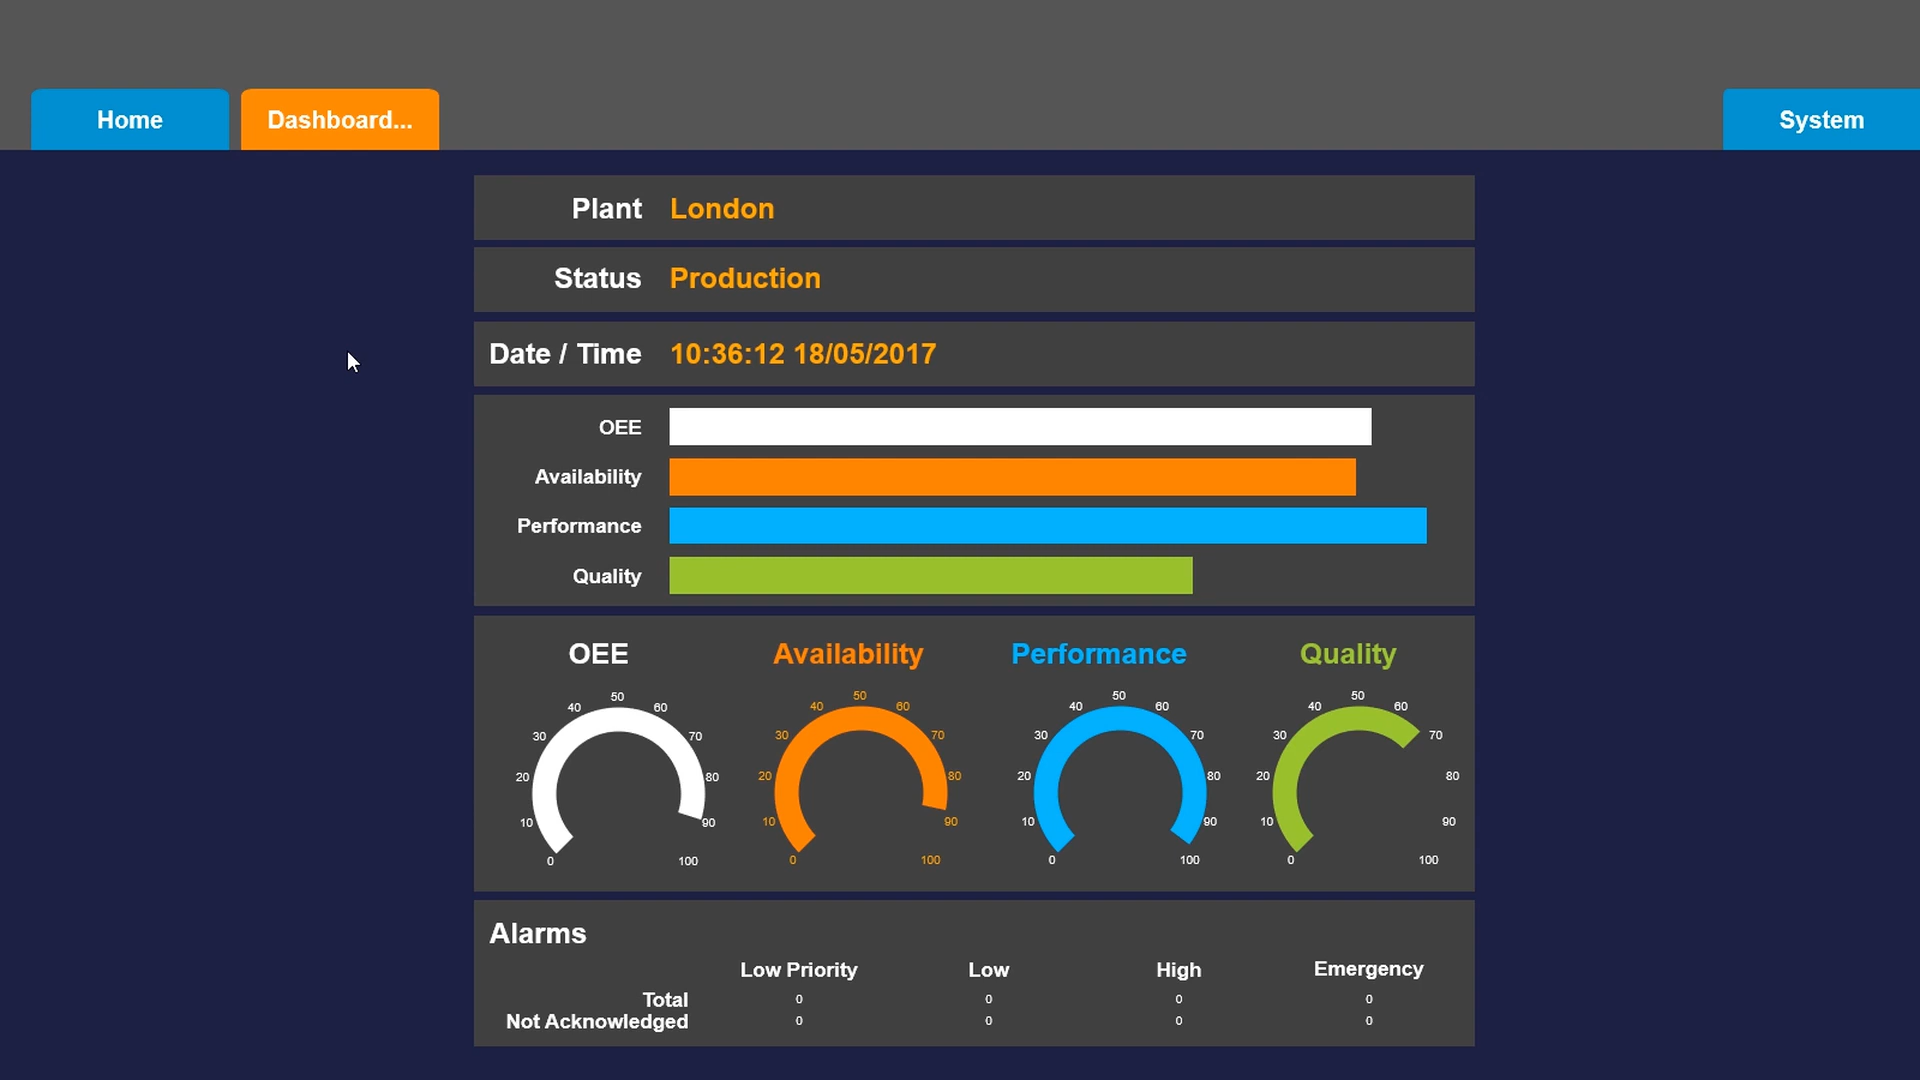 Home Dashboard... System
Plant London
Status Production
Date / Time 10:36:12 18/05/2017
OEE
Availability
Performance
Quality
OEE Availability Performance Quality
0 10 20 30 40 50 60 70 80 90 100
0 10 20 30 40 50 60 70 80 90 100
0 10 20 30 40 50 60 70 80 90 100
0 10 20 30 40 50 60 70 80 90 100
Alarms
Low Priority Low High Emergency
Total 0 0 0 0
Not Acknowledged 0 0 0 0